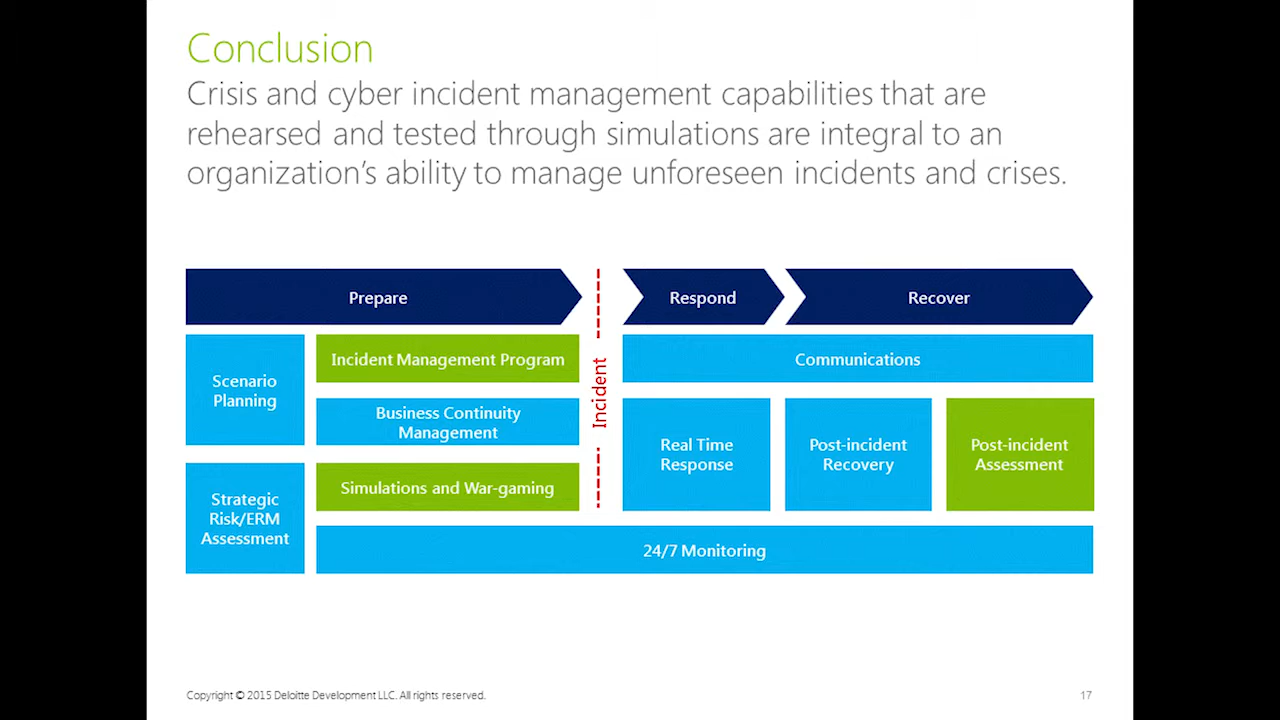 Conclusion
Crisis and cyber incident management capabilities that are
rehearsed and tested through simulations are integral to an
organization's ability to manage unforeseen incidents and crises.
Prepare
Respond
Recover
Scenario
Planning
Incident Management Program
Business Continuity
Management
Strategic
Risk/ERM
Assessment
Simulations and War-gaming
Incident
Communications
Real Time
Response
Post-incident
Recovery
Post-incident
Assessment
24/7 Monitoring
Copyright © 2015 Deloitte Development LLC. All rights reserved.
17